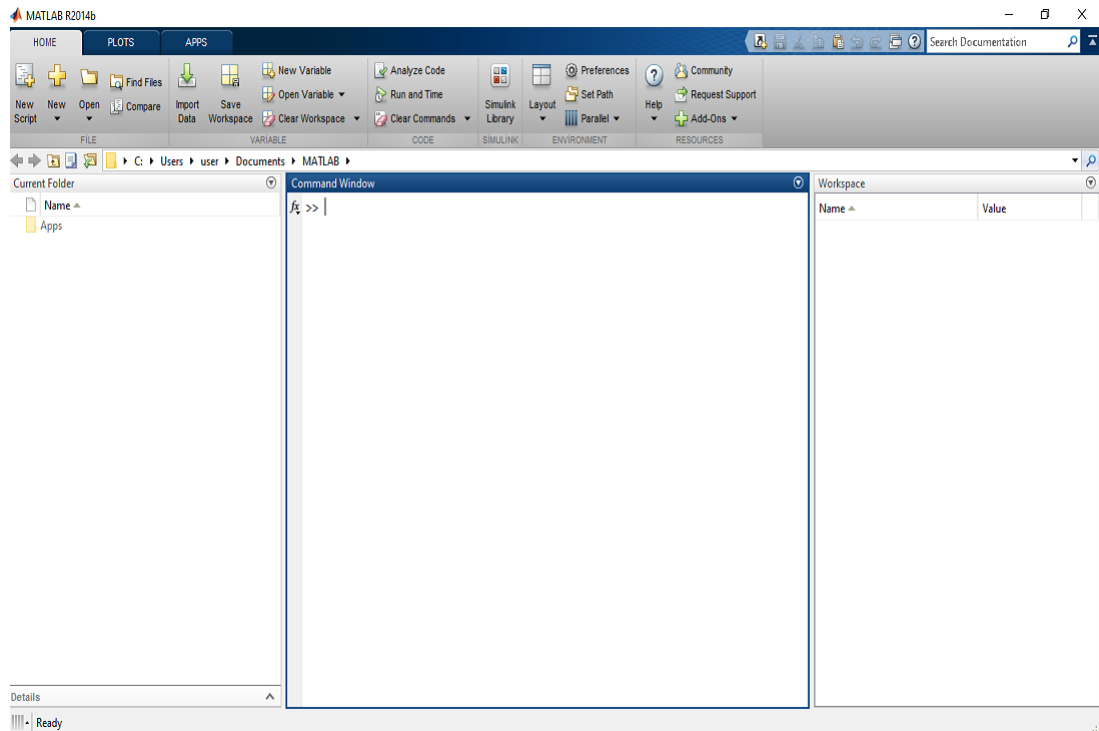 MATLAB R2014b
HOME PLOTS APPS
Search Documentation
New Script
New
Open
Find Files
Compare
Import Data
Save Workspace
New Variable
Open Variable
Clear Workspace
Analyze Code
Run and Time
Clear Commands
Simulink Library
Layout
Preferences
Set Path
Parallel
Help
Community
Request Support
Add-Ons
FILE VARIABLE CODE SIMULINK ENVIRONMENT RESOURCES
C: Users user Documents MATLAB
Current Folder
Name
Apps
Details
Command Window
fx >>
Workspace
Name Value
Ready